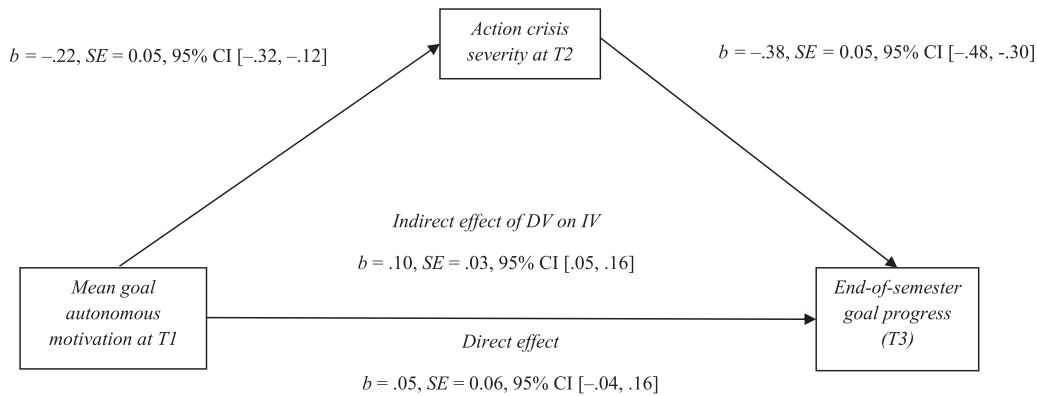 Action crisis
severity at T2
b = –.22, SE = 0.05, 95% CI [–.32, –.12]
b = –.38, SE = 0.05, 95% CI [–.48, -.30]
Indirect effect of DV on IV
b = .10, SE = .03, 95% CI [.05, .16]
Mean goal
autonomous
motivation at T1
End-of-semester
goal progress
(T3)
Direct effect
b = .05, SE = 0.06, 95% CI [–.04, .16]